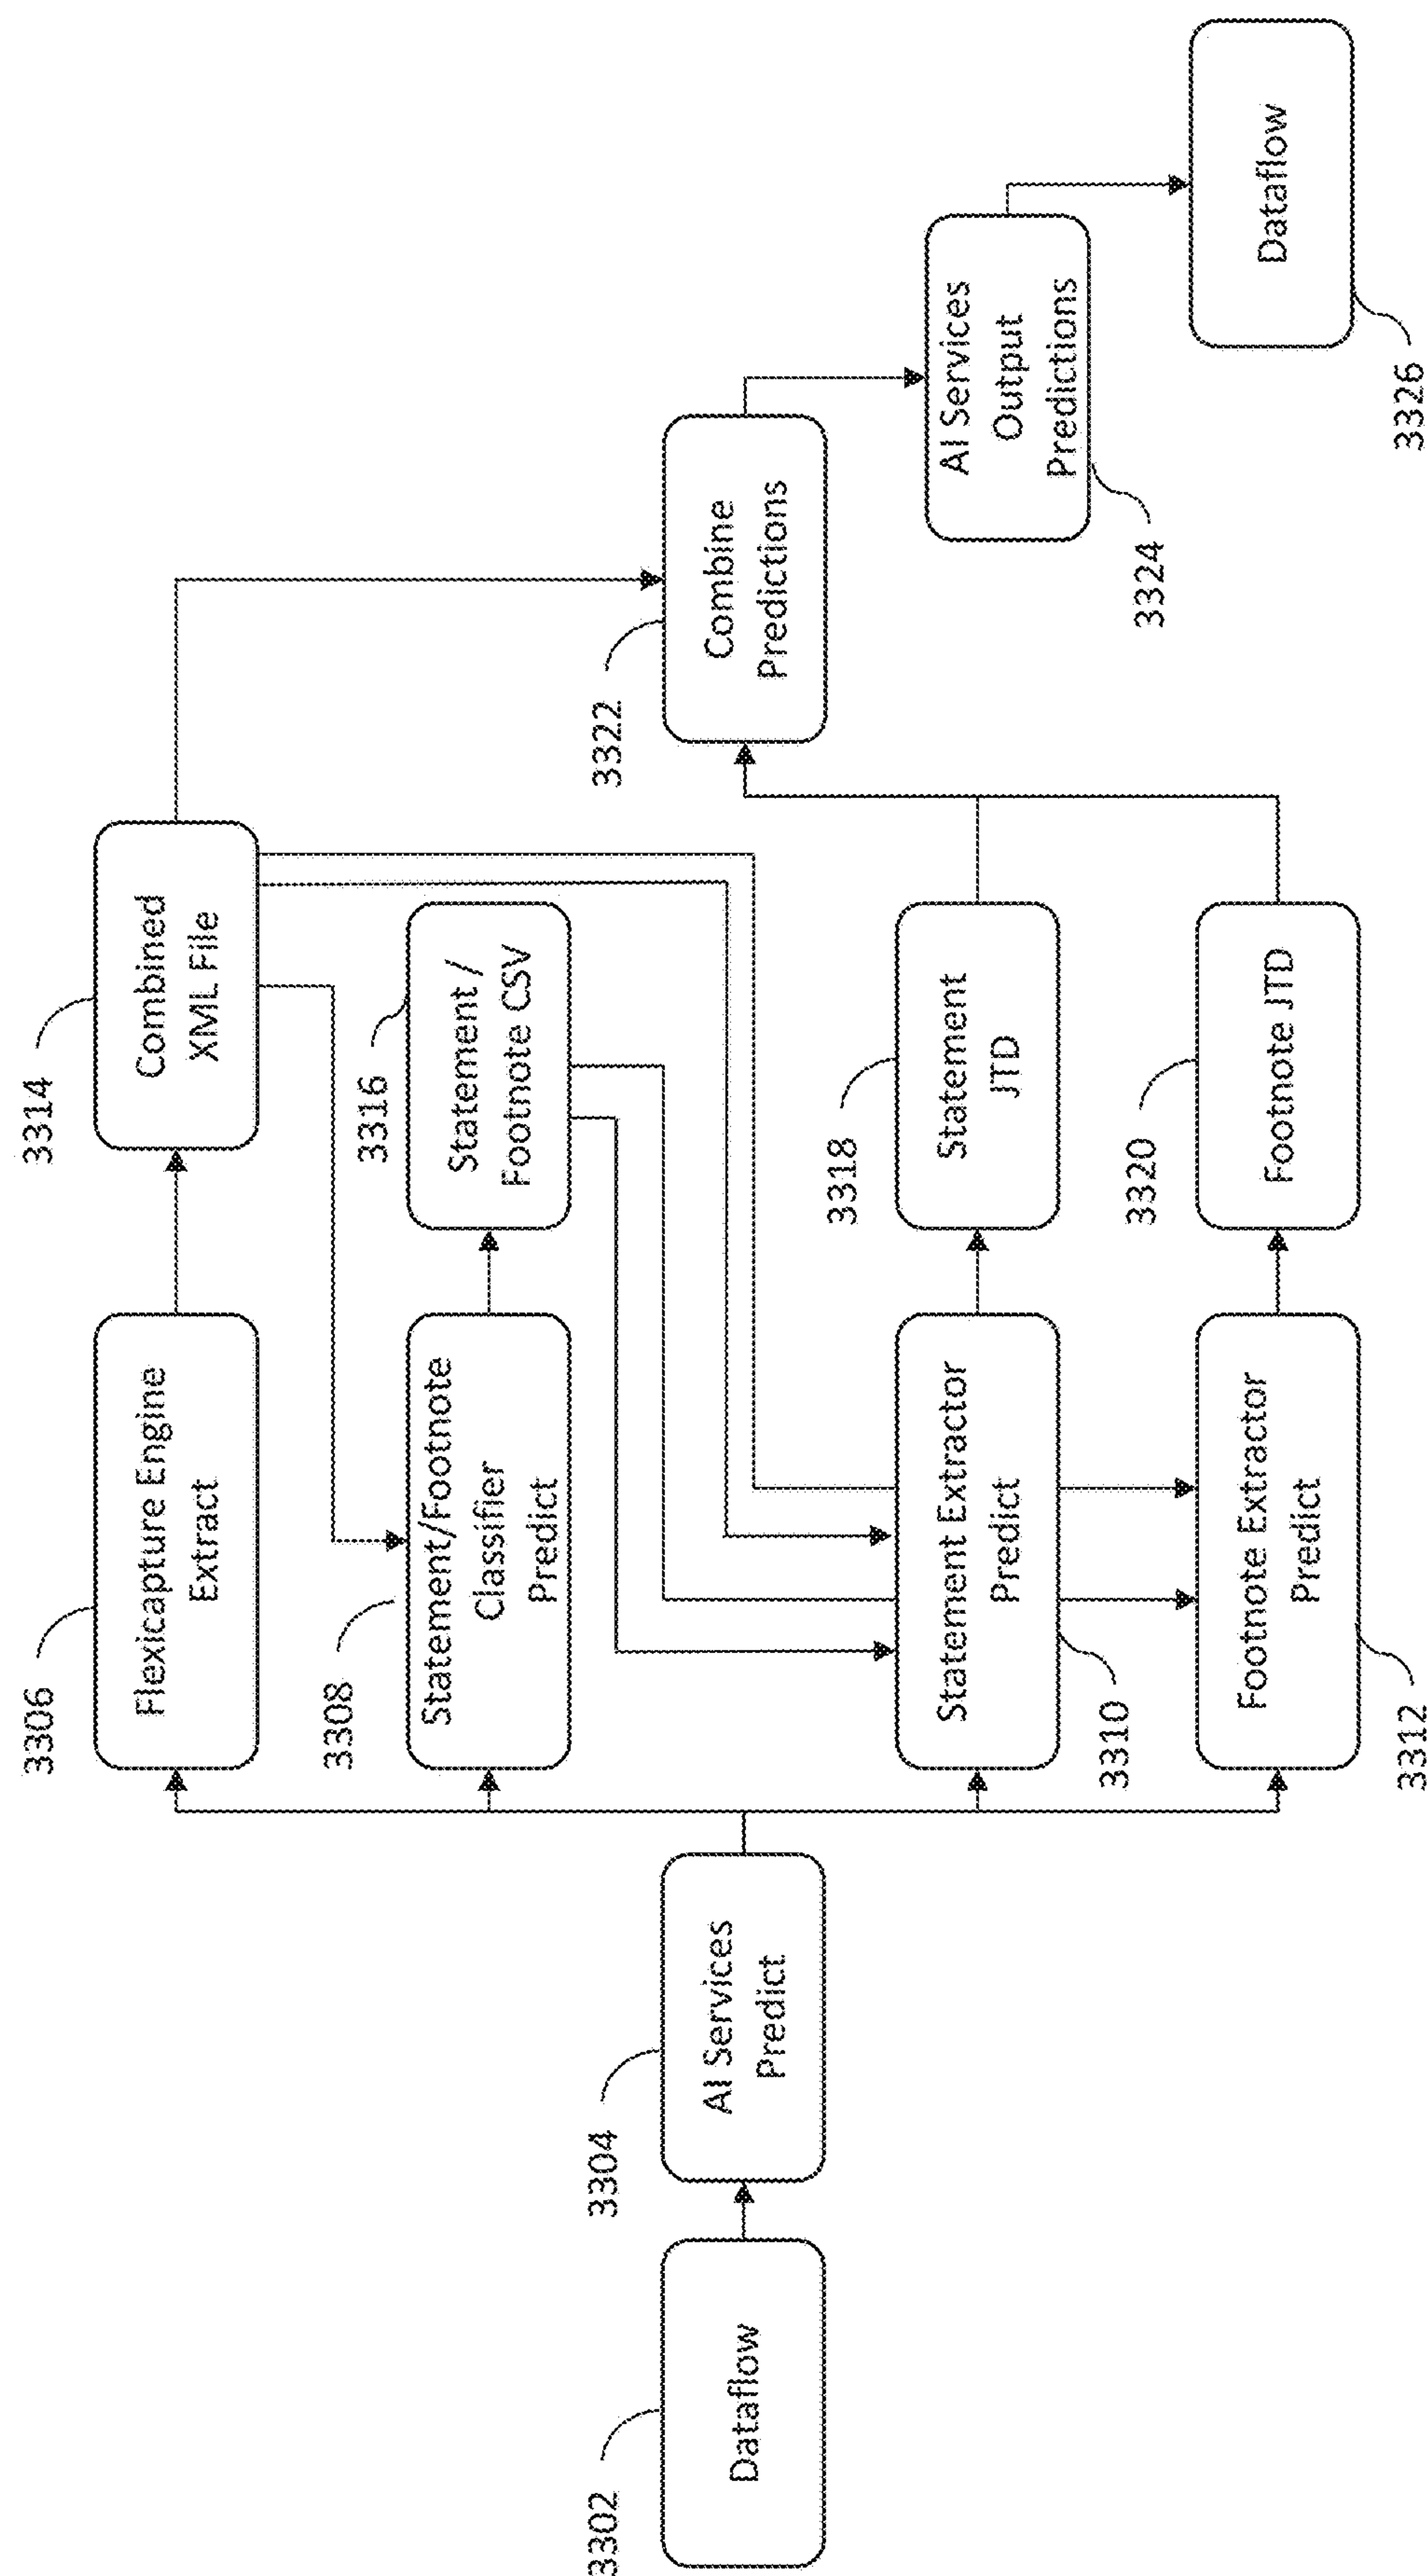 3302
Dataflow
3304
AI Services
Predict
3306
Flexicapture Engine
Extract
3308
Statement/Footnote
Classifier
Predict
3310
Statement Extractor
Predict
3312
Footnote Extractor
Predict
3314
Combined
XML File
3316
Statement /
Footnote CSV
3318
Statement
JTD
3320
Footnote JTD
3322
Combine
Predictions
3324
AI Services
Output
Predictions
3326
Dataflow